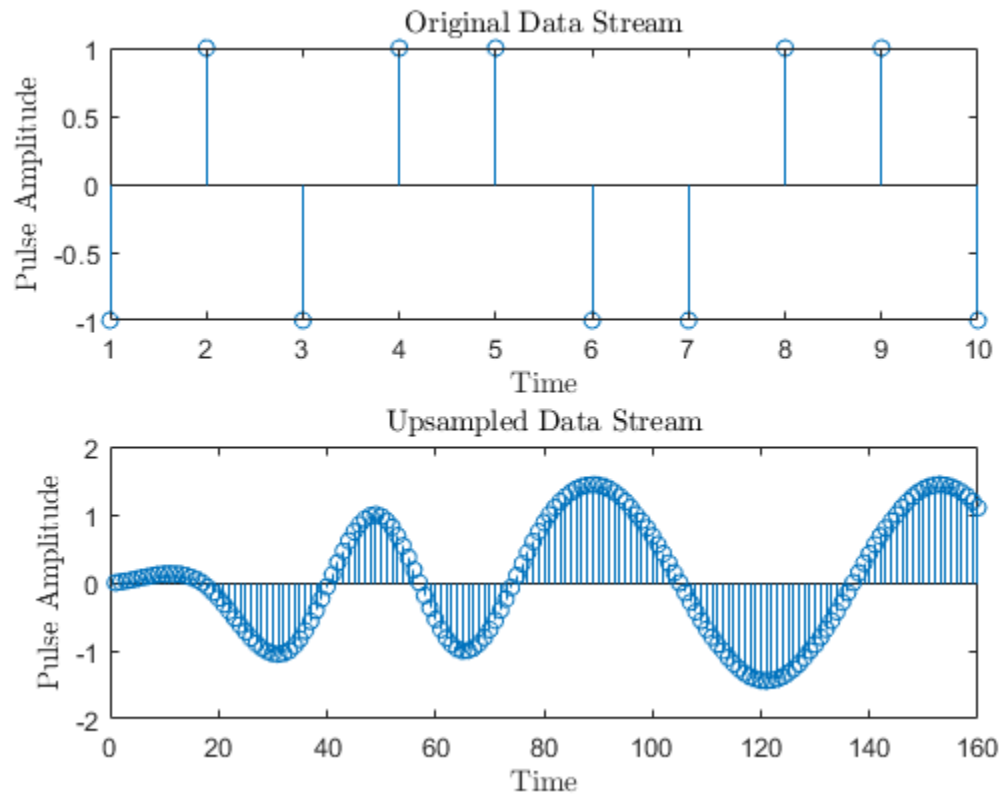 Original Data Stream
Pulse Amplitude
1
0.5
0
-0.5
-1
1 2 3 4 5 6 7 8 9 10
Time
Upsampled Data Stream
Pulse Amplitude
2
1
0
-1
-2
0 20 40 60 80 100 120 140 160
Time